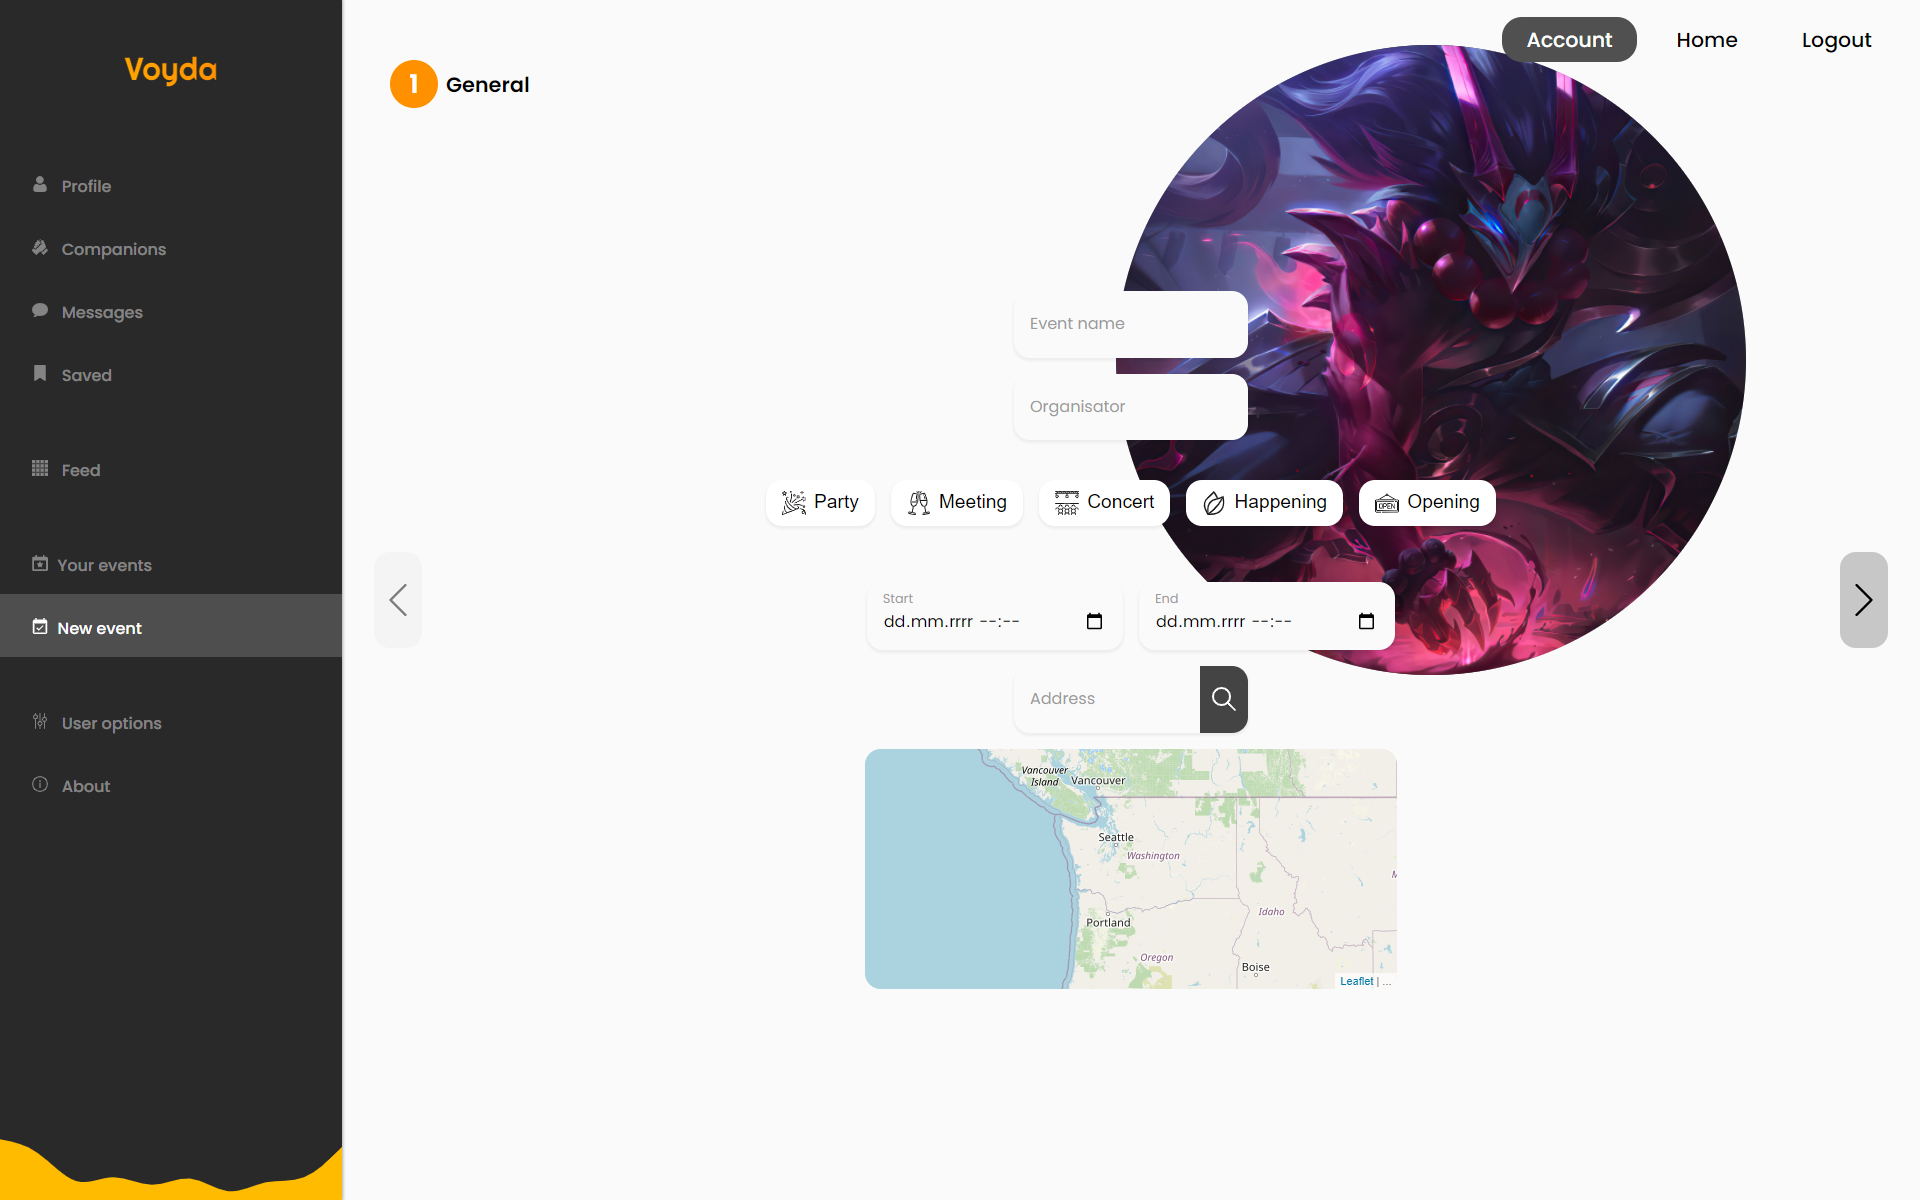 Voyda
Profile
Companions
Messages
Saved
Feed
Your events
New event
User options
About
Account
Home
Logout
1
General
Event name
Organisator
Party
Meeting
Concert
Happening
OPEN
Opening
Start
dd.mm.rrrr --:--
End
dd.mm.rrrr --:--
Address
Vancouver
Island
Vancouver
Seattle
Washington
M
Portland
Idaho
Oregon
Boise
Leaflet | ...